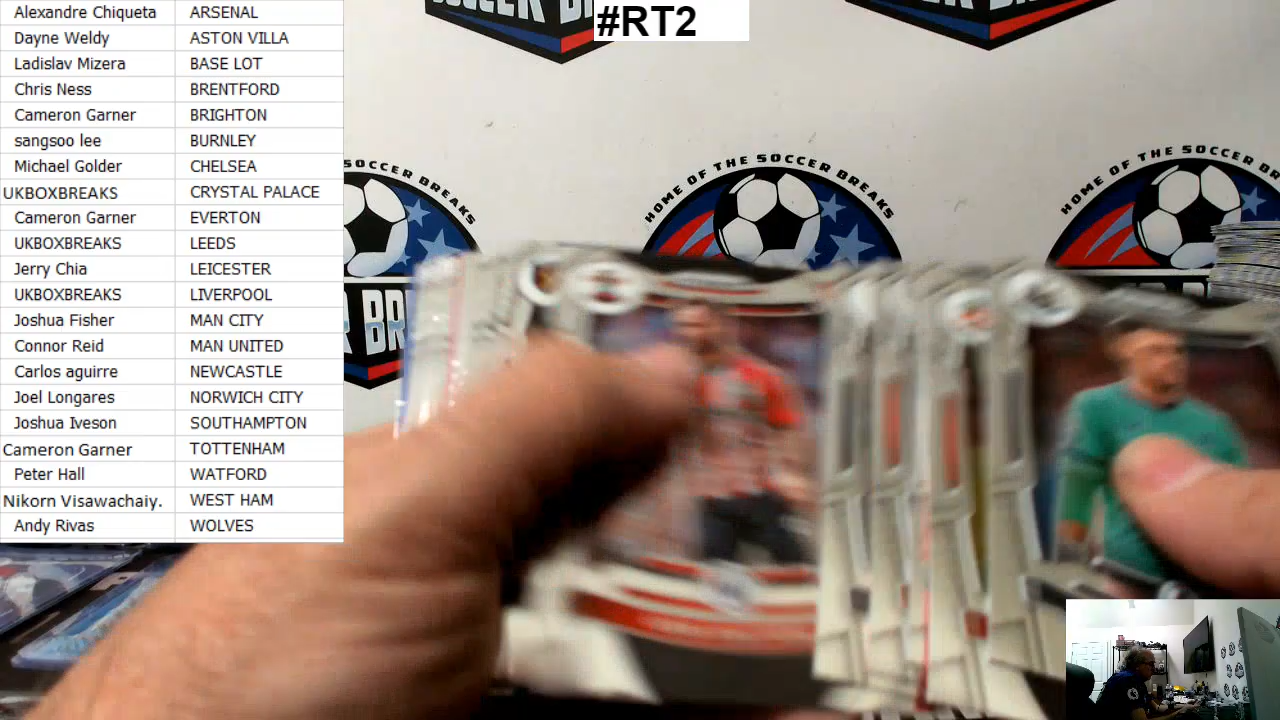 #RT2
Alexandre Chiqueta ARSENAL
Dayne Weldy ASTON VILLA
Ladislav Mizera BASE LOT
Chris Ness BRENTFORD
Cameron Garner BRIGHTON
sangsoo lee BURNLEY
Michael Golder CHELSEA
UKBOXBREAKS CRYSTAL PALACE
Cameron Garner EVERTON
UKBOXBREAKS LEEDS
Jerry Chia LEICESTER
UKBOXBREAKS LIVERPOOL
Joshua Fisher MAN CITY
Connor Reid MAN UNITED
Carlos aguirre NEWCASTLE
Joel Longares NORWICH CITY
Joshua Iveson SOUTHAMPTON
Cameron Garner TOTTENHAM
Peter Hall WATFORD
Nikorn Visawachaiy. WEST HAM
Andy Rivas WOLVES
SOCCER BREAKS
HOME OF THE SOCCER BREAKS
HOME OF THE SOCCER